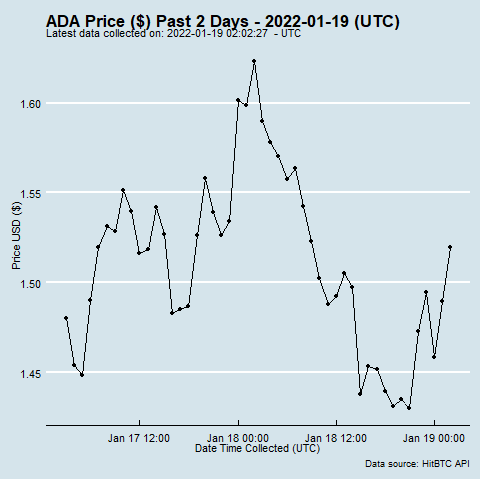 ADA Price ($) Past 2 Days - 2022-01-19 (UTC)
Latest data collected on: 2022-01-19 02:02:27  - UTC
1.60
1.55
1.50
1.45
Price USD ($)
Jan 17 12:00
Jan 18 00:00
Jan 18 12:00
Jan 19 00:00
Date Time Collected (UTC)
Data source: HitBTC API